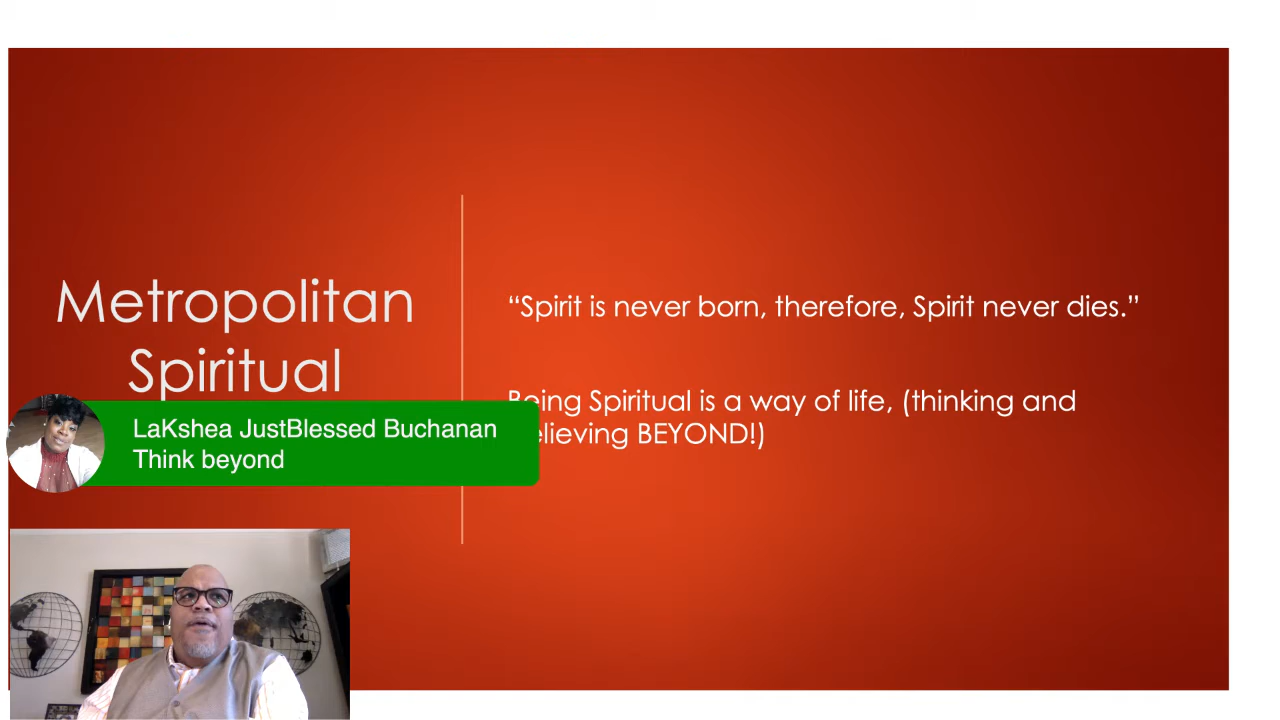 Metropolitan
Spiritual
“Spirit is never born, therefore, Spirit never dies.”
Being Spiritual is a way of life, (thinking and
elieving BEYOND!)
LaKshea JustBlessed Buchanan
Think beyond